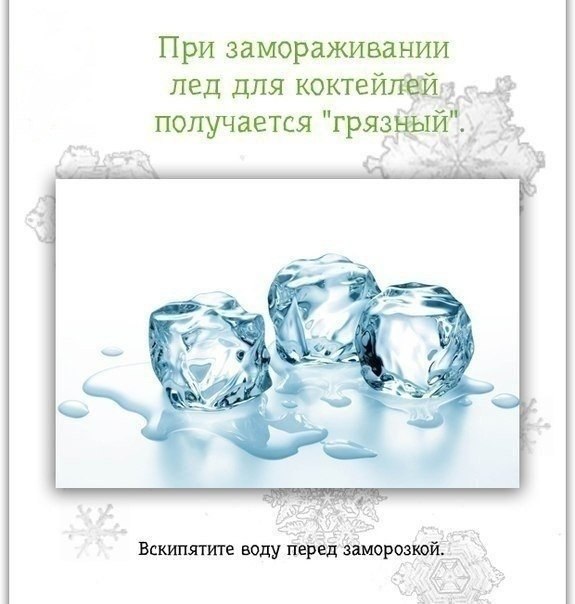 При замораживании
лед для коктейлей
получается "грязный".
Вскипятите воду перед заморозкой.